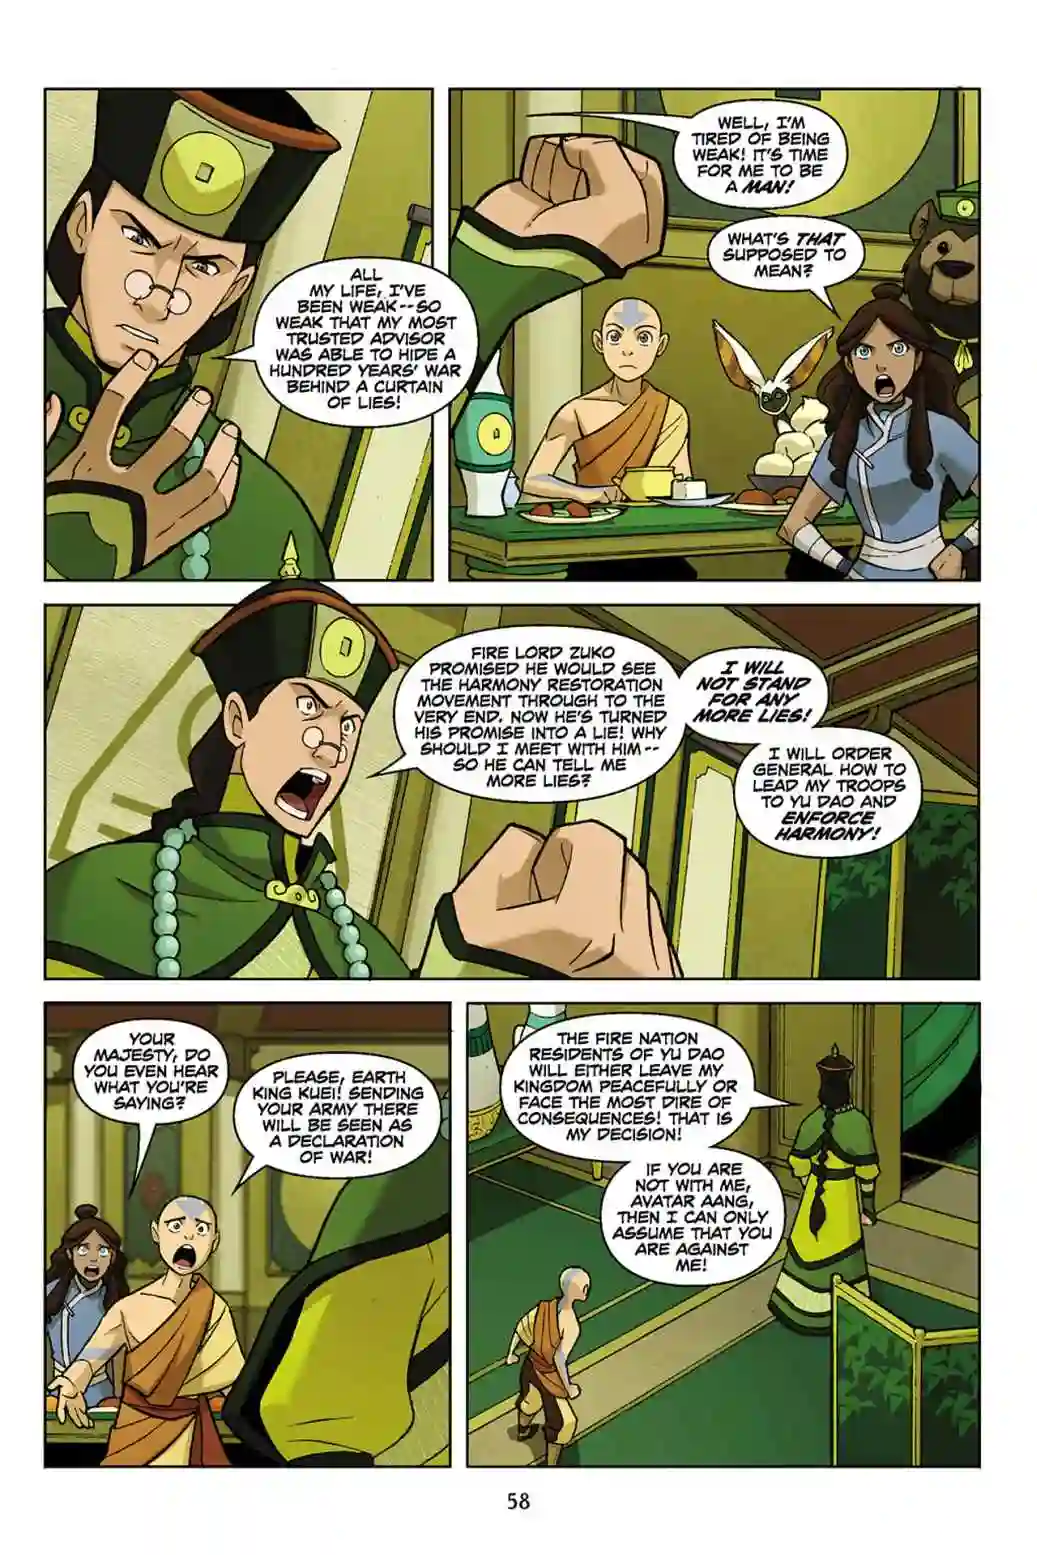 ALL
MY LIFE, I'VE
BEEN WEAK--SO
WEAK THAT MY MOST
TRUSTED ADVISOR
WAS ABLE TO HIDE A
HUNDRED YEARS' WAR
BEHIND A CURTAIN
OF LIES!
WELL, I'M
TIRED OF BEING
WEAK! IT'S TIME
FOR ME TO BE
A MAN!
WHAT'S THAT
SUPPOSED TO
MEAN?
FIRE LORD ZUKO
PROMISED HE WOULD SEE
THE HARMONY RESTORATION
MOVEMENT THROUGH TO THE
VERY END. NOW HE'S TURNED
HIS PROMISE INTO A LIE! WHY
SHOULD I MEET WITH HIM--
SO HE CAN TELL ME
MORE LIES?
I WILL
NOT STAND
FOR ANY
MORE LIES!
I WILL ORDER
GENERAL HOW TO
LEAD MY TROOPS
TO YU DAO AND
ENFORCE
HARMONY!
YOUR
MAJESTY, DO
YOU EVEN HEAR
WHAT YOU'RE
SAYING?
PLEASE, EARTH
KING KUEI! SENDING
YOUR ARMY THERE
WILL BE SEEN AS
A DECLARATION
OF WAR!
THE FIRE NATION
RESIDENTS OF YU DAO
WILL EITHER LEAVE MY
KINGDOM PEACEFULLY OR
FACE THE MOST DIRE OF
CONSEQUENCES! THAT IS
MY DECISION!
IF YOU ARE
NOT WITH ME,
AVATAR AANG,
THEN I CAN ONLY
ASSUME THAT YOU
ARE AGAINST
ME!
58